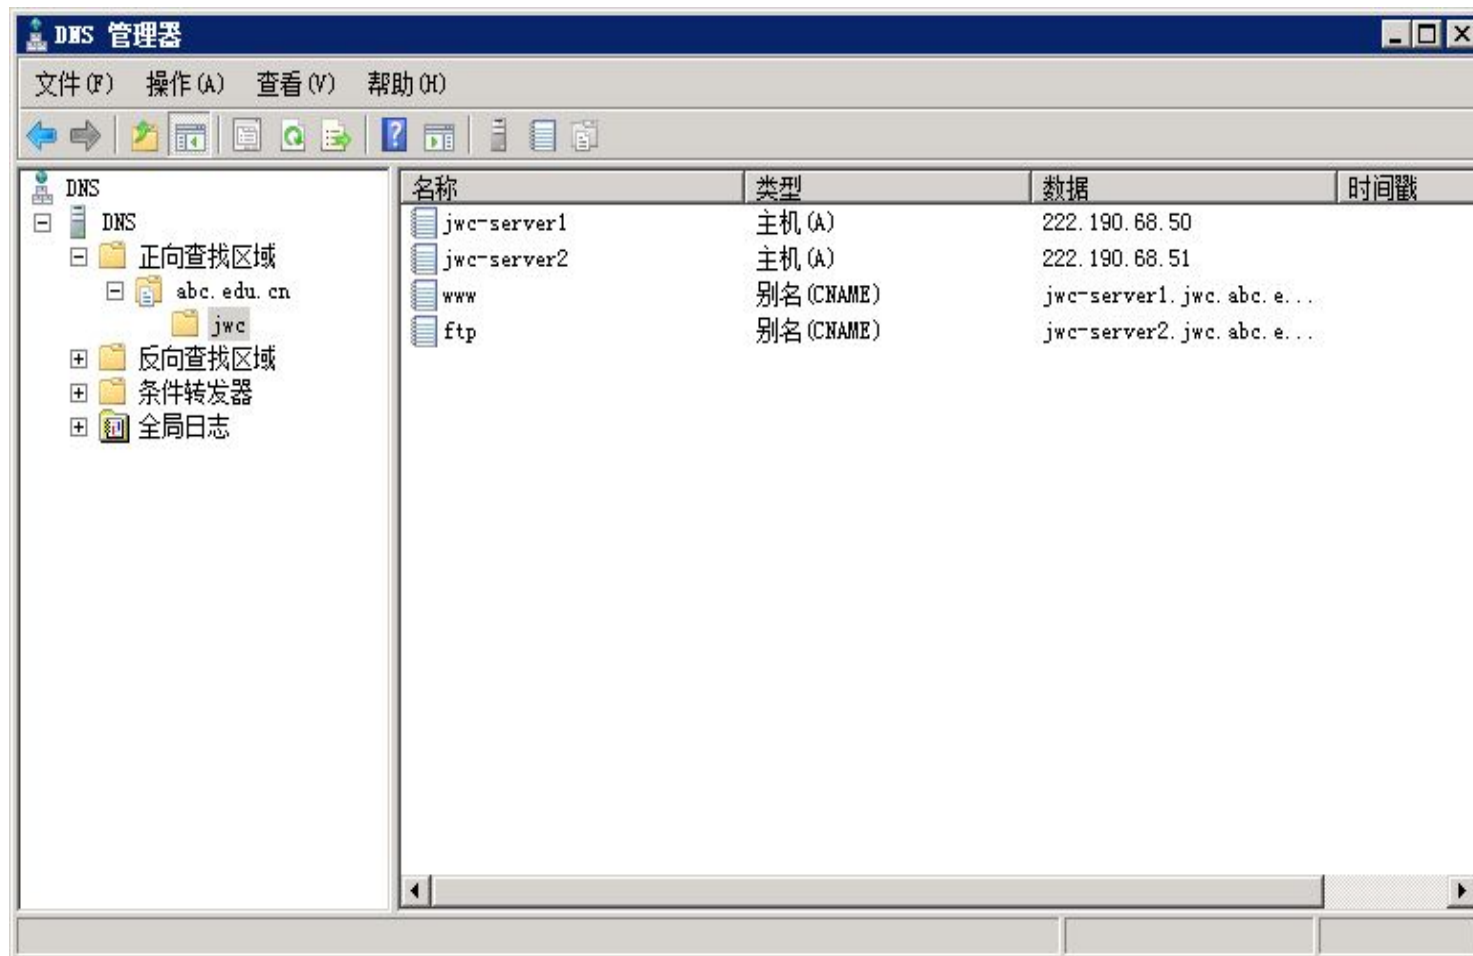 DNS 管理器
文件(F) 操作(A) 查看(V) 帮助(H)
DNS
DNS
正向查找区域
abc.edu.cn
jwc
反向查找区域
条件转发器
全局日志
名称 类型 数据 时间戳
jwc-server1 主机(A) 222.190.68.50
jwc-server2 主机(A) 222.190.68.51
www 别名(CNAME) jwc-server1.jwc.abc.e...
ftp 别名(CNAME) jwc-server2.jwc.abc.e...